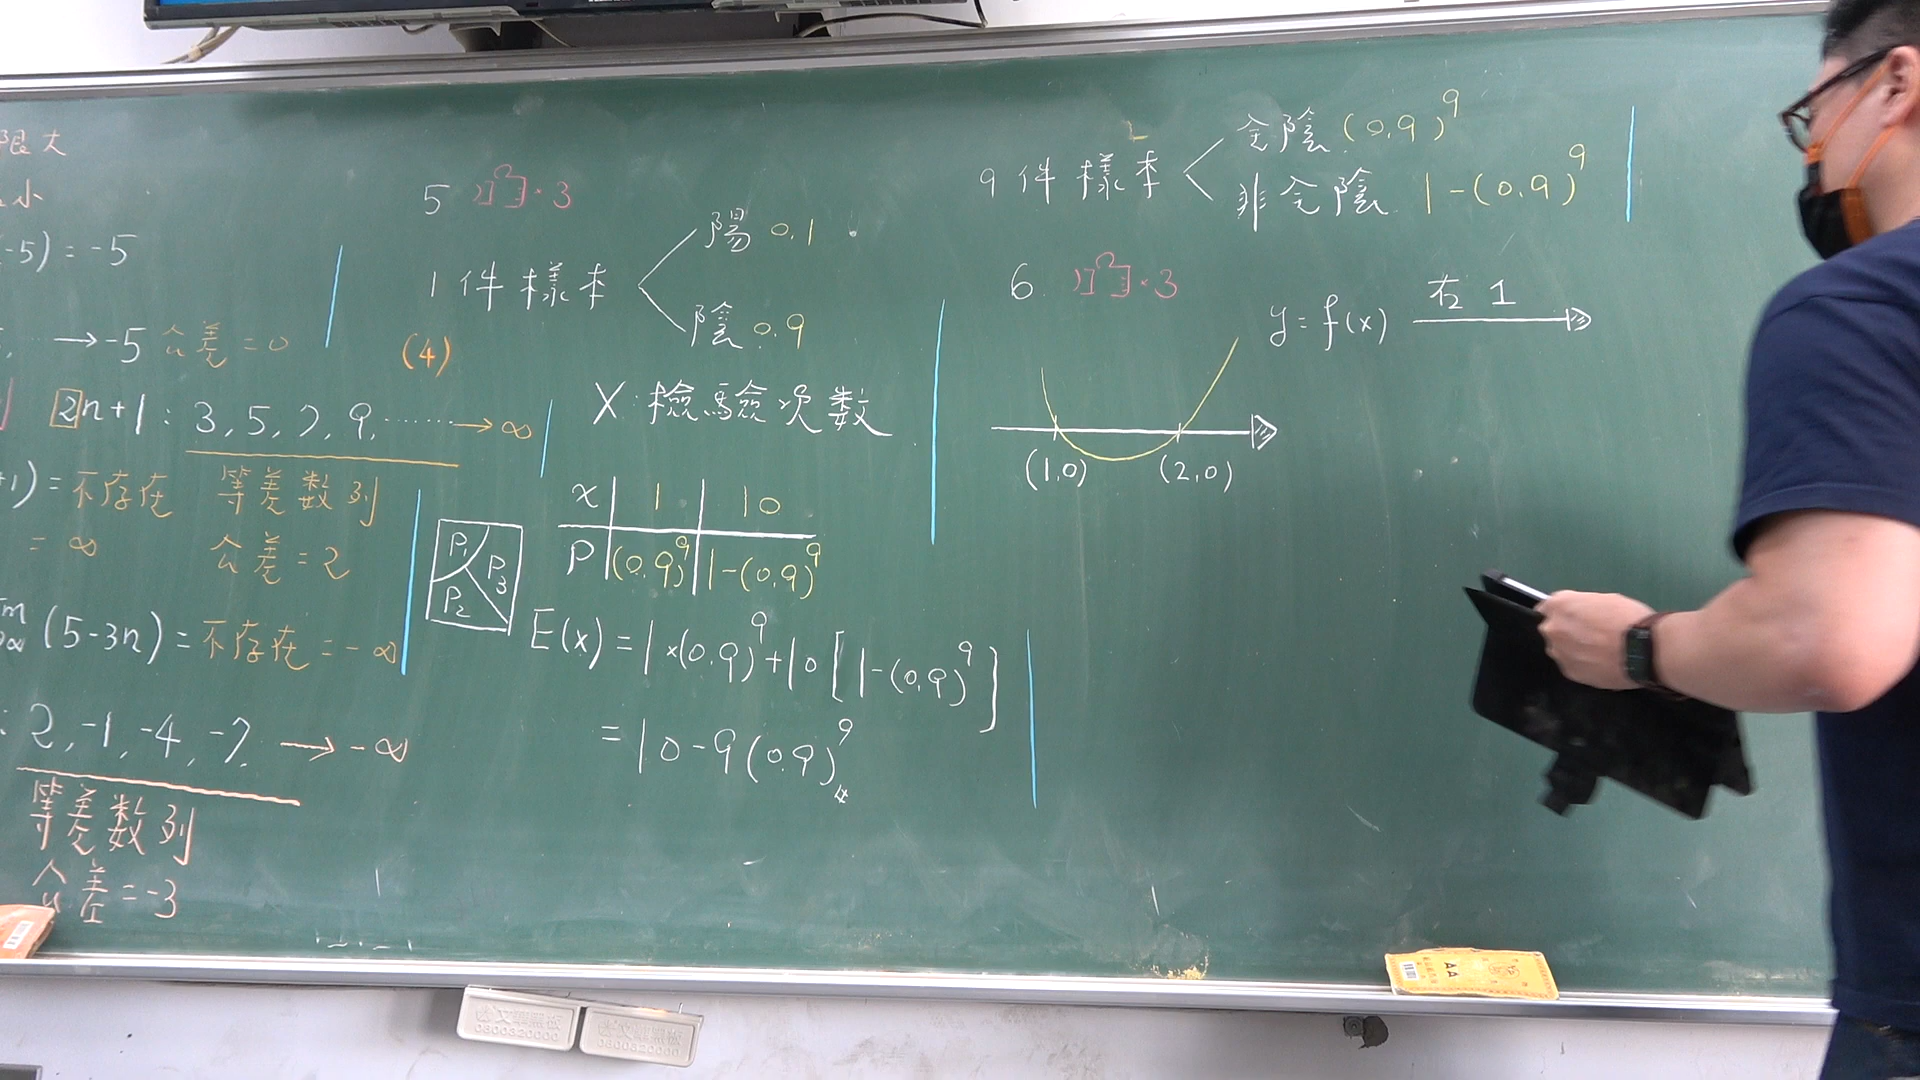 限大
小
-5) = -5
→ -5 公差 = 0
2n+1 : 3, 5, 7, 9, …… → ∞
+1) = 不存在 等差數列
= ∞ 公差 = 2
(5-3n) = 不存在 = -∞
: 2, -1, -4, -7, → -∞
等差數列
公差 = -3
5
×3
1件樣本
陽 0.1
陰 0.9
(4)
X : 檢驗次數
x 1 10
P (0.9)⁹ 1-(0.9)⁹
P₁
P₂
P₃
E(x) = 1×(0.9)⁹+10[1-(0.9)⁹]
= 10-9(0.9)⁹
9件樣本
全陰 (0.9)⁹
非全陰 1-(0.9)⁹
6.
×3
y = f(x) 右1
(1,0) (2,0)
AA
0800320000